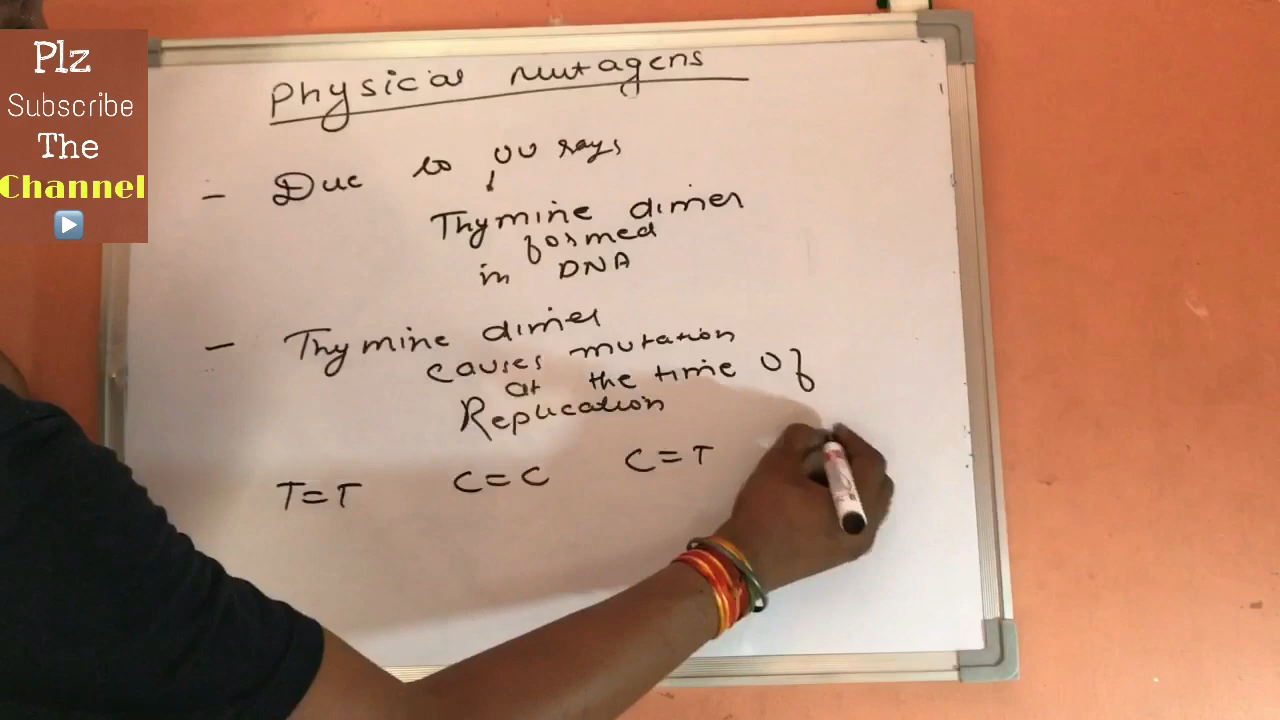 Plz
Subscribe
The
Channel
Physical Mutagens
- Due to UV rays
Thymine dimer
formed
in DNA
- Thymine dimer
causes mutation
at the time of
Replication
T=T C=C C=T